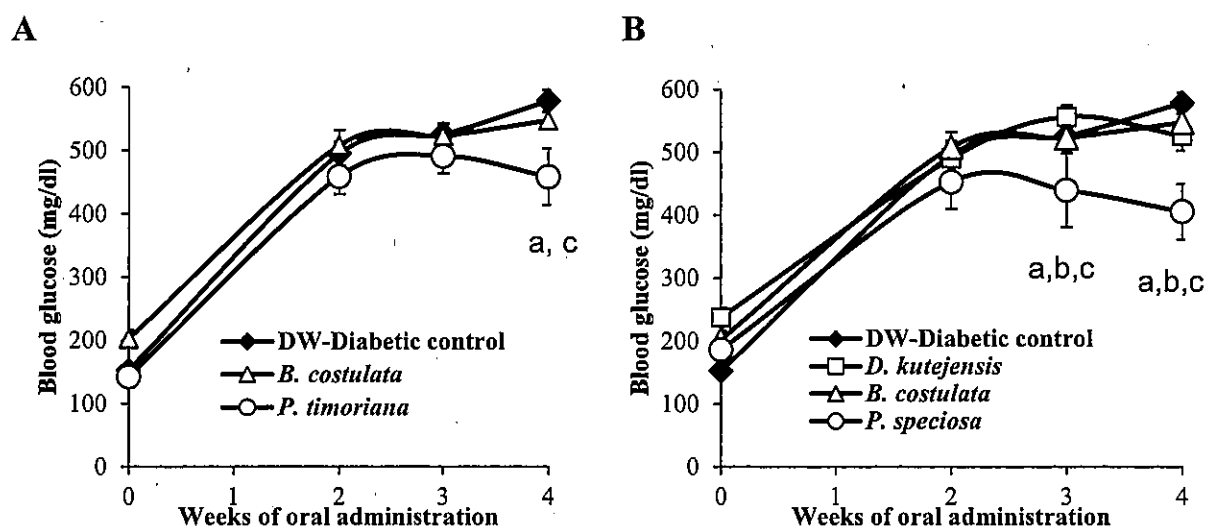 A
Blood glucose (mg/dl)
600
500
400
300
200
100
0
a, c
DW-Diabetic control
B. costulata
P. timoriana
0 1 2 3 4
Weeks of oral administration
B
Blood glucose (mg/dl)
600
500
400
300
200
100
0
a,b,c a,b,c
DW-Diabetic control
D. kutejensis
B. costulata
P. speciosa
0 1 2 3 4
Weeks of oral administration